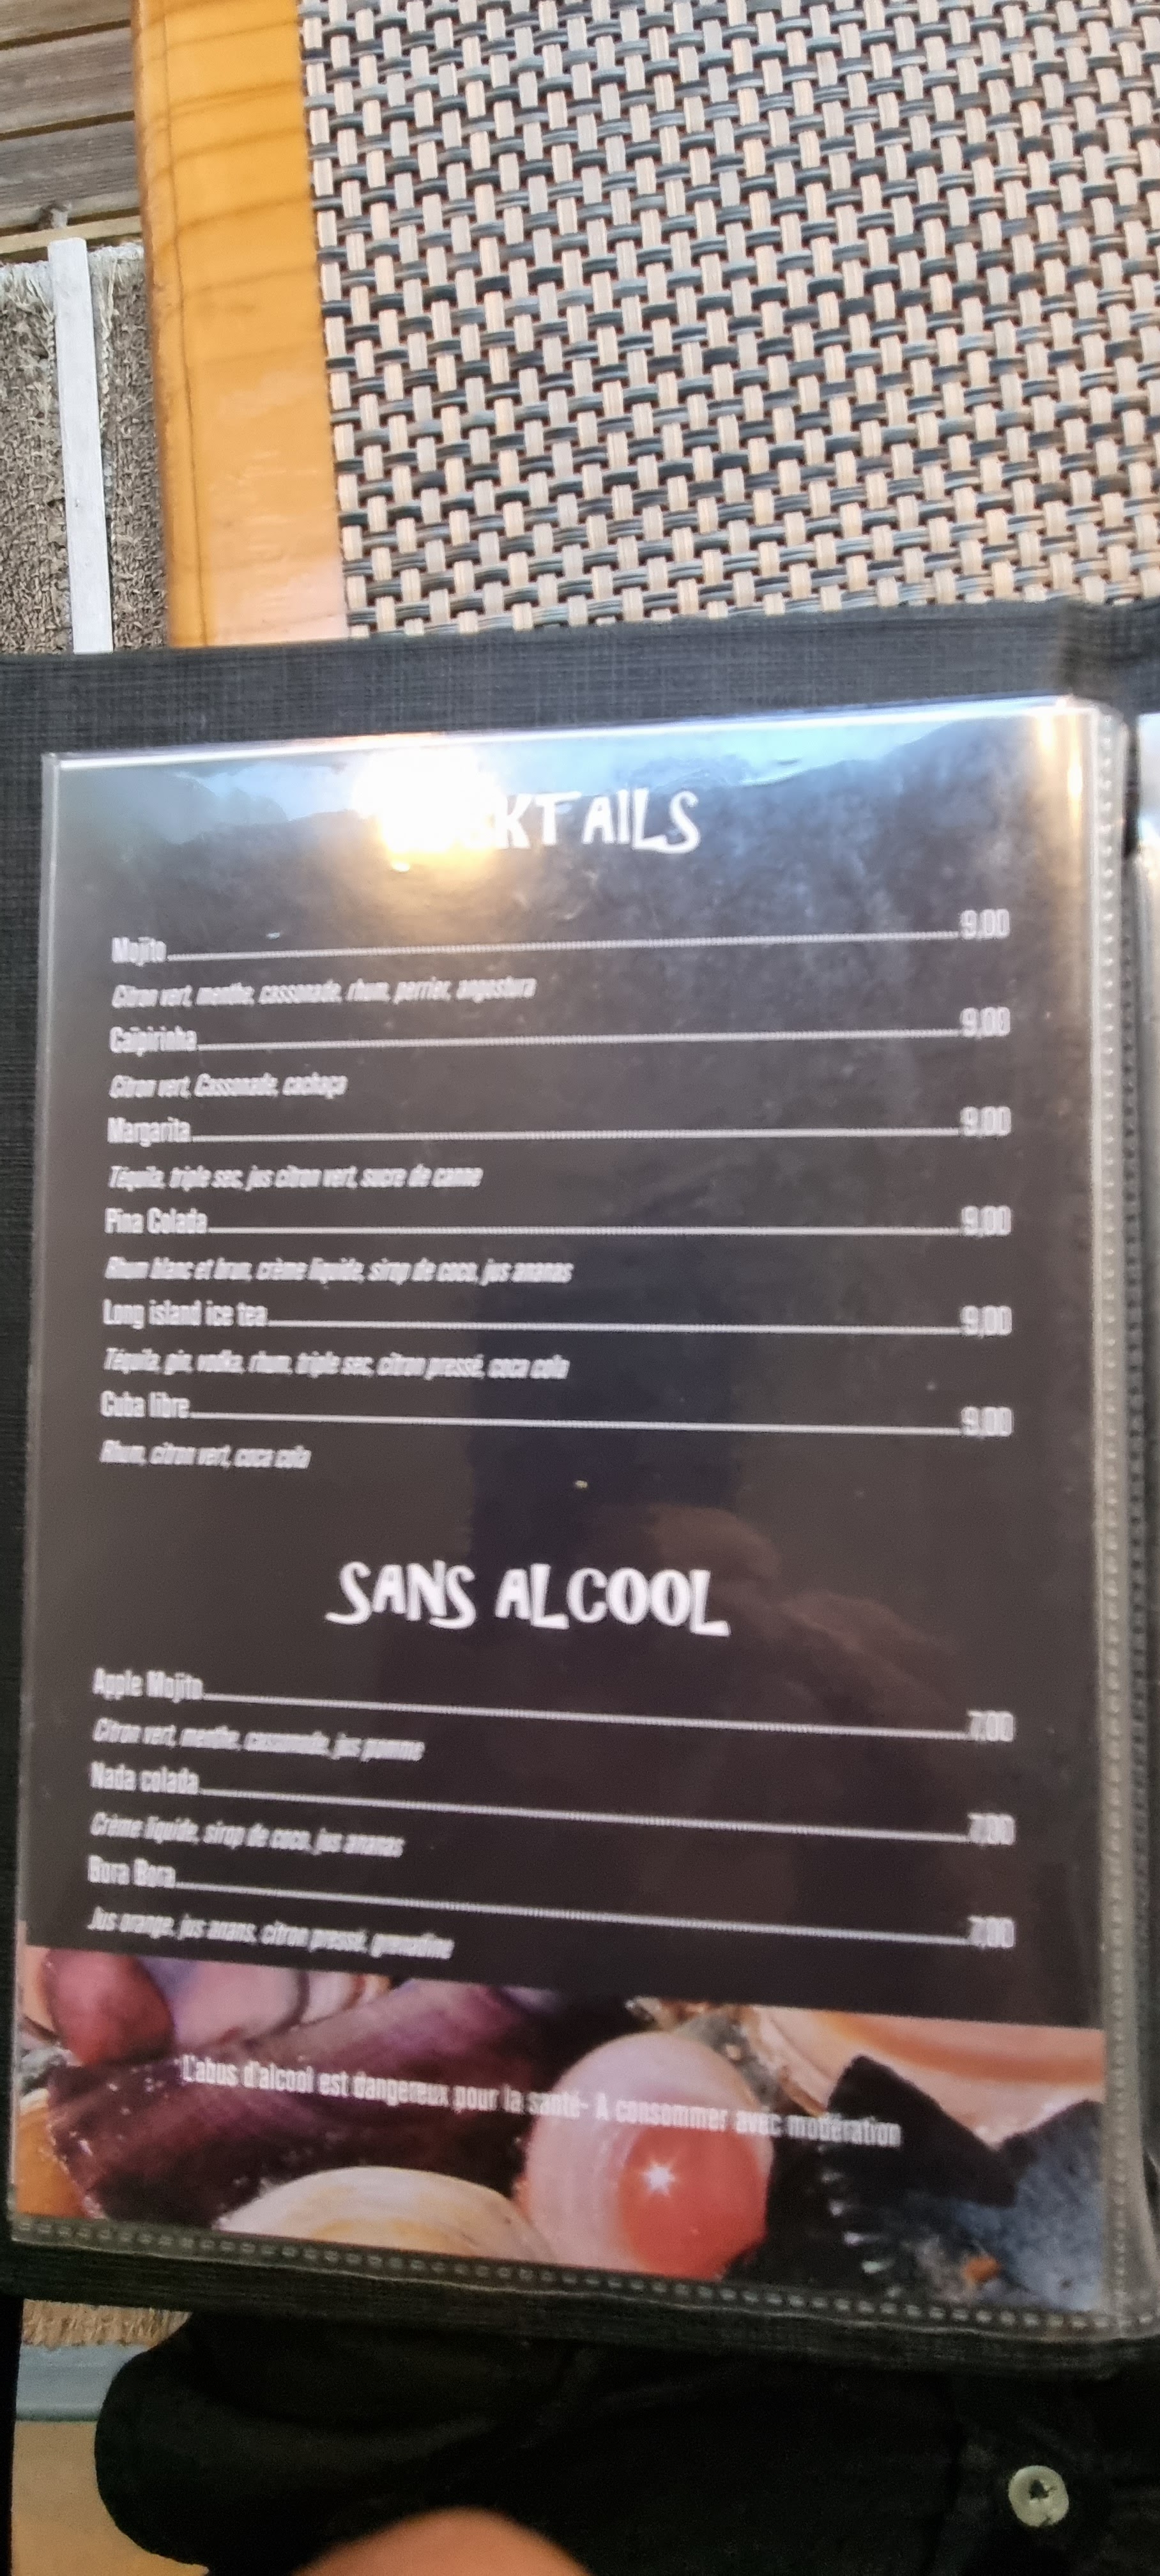 COCKTAILS
Mojito 9,00
Citron vert, menthe, cassonade, rhum, perrier, angostura
Caïpirinha 9,00
Citron vert, Cassonade, cachaça
Margarita 9,00
Téquila, triple sec, jus citron vert, sucre de canne
Pina Colada 9,00
Rhum blanc et brun, crème liquide, sirop de coco, jus ananas
Long island ice tea 9,00
Téquila, gin, vodka, rhum, triple sec, citron pressé, coca cola
Cuba libre 9,00
Rhum, citron vert, coca cola
SANS ALCOOL
Apple Mojito 7,00
Citron vert, menthe, cassonade, jus pomme
Nada colada 7,00
Crème liquide, sirop de coco, jus ananas
Bora Bora 7,00
Jus orange, jus anans, citron pressé, grenadine
L'abus d'alcool est dangereux pour la santé- A consommer avec modération